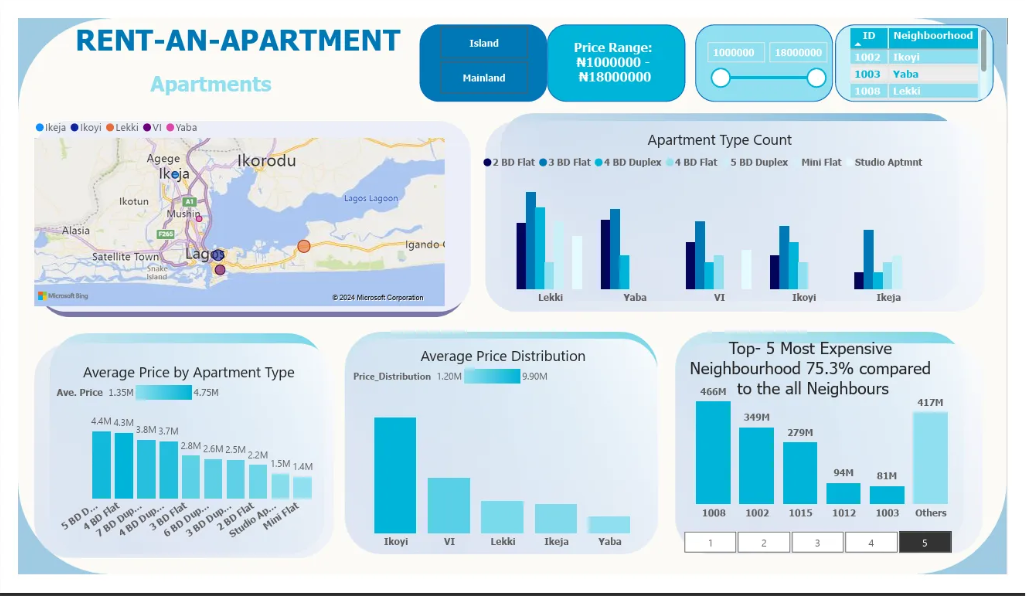 RENT-AN-APARTMENT
Apartments
Island
Mainland
Price Range:
₦1000000 -
₦18000000
1000000 18000000
ID Neighboorhood
1002 Ikoyi
1003 Yaba
1008 Lekki
Ikeja Ikoyi Lekki VI Yaba
Agege
Ikorodu
Ikeja
Ikotun
A1
Lagos Lagoon
Mushin
Alasia
F265
Satellite Town
Lagos
Igando
Snake
Island
Microsoft Bing
© 2024 Microsoft Corporation
Apartment Type Count
2 BD Flat 3 BD Flat 4 BD Duplex 4 BD Flat 5 BD Duplex Mini Flat Studio Aptmnt
Lekki Yaba VI Ikoyi Ikeja
Average Price by Apartment Type
Ave. Price 1.35M 4.75M
4.4M 4.3M 3.8M 3.7M 2.8M 2.6M 2.5M 2.2M 1.5M 1.4M
5 BD D... 4 BD Flat 7 BD Dup... 4 BD Dup... 3 BD Flat 6 BD Dup... 3 BD Dup... 2 BD Flat Studio Ap... Mini Flat
Average Price Distribution
Price_Distribution 1.20M 9.90M
Ikoyi VI Lekki Ikeja Yaba
Top- 5 Most Expensive
Neighbourhood 75.3% compared
to the all Neighbours
466M 349M 279M 94M 81M 417M
1008 1002 1015 1012 1003 Others
1 2 3 4 5